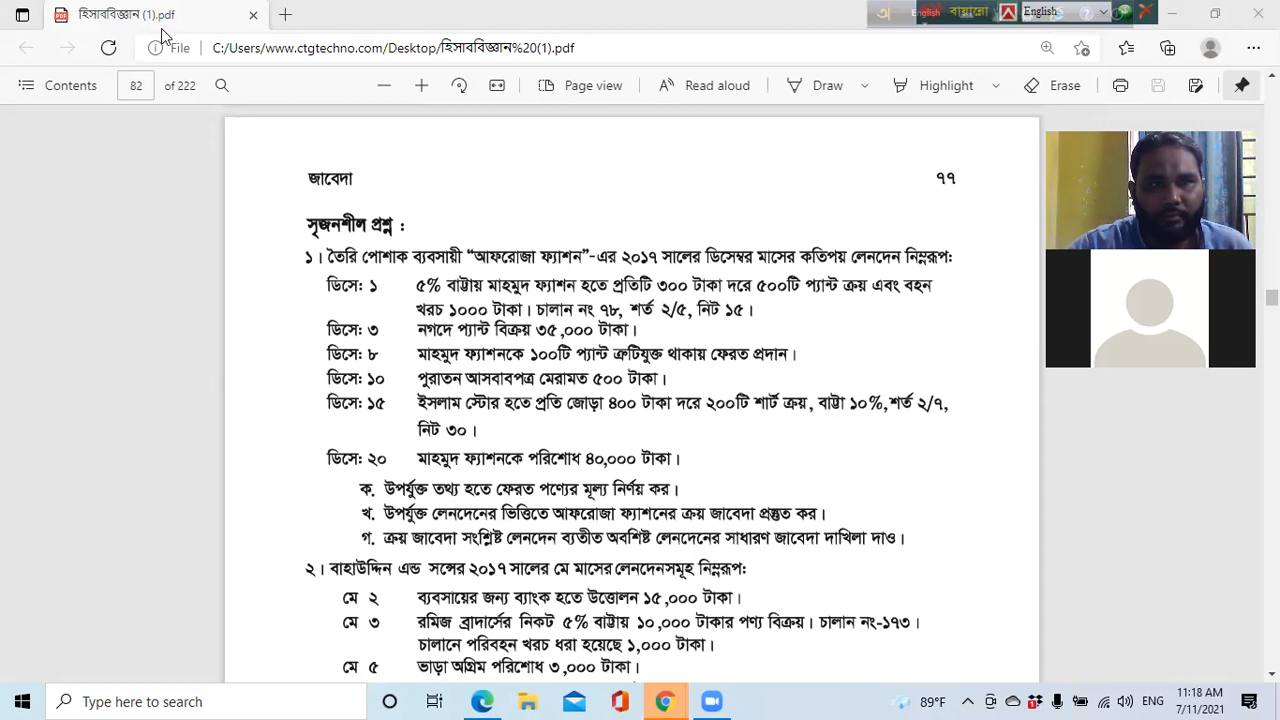 হিসাববিজ্ঞান (1).pdf
English
English
File
C:/Users/www.ctgtechno.com/Desktop/হিসাববিজ্ঞান%20(1).pdf
Contents 82 of 222 Page view Read aloud Draw Highlight Erase
জাবেদা ৭৭
সৃজনশীল প্রশ্ন :
১। তৈরি পোশাক ব্যবসায়ী “আফরোজা ফ্যাশন”-এর ২০১৭ সালের ডিসেম্বর মাসের কতিপয় লেনদেন নিম্নরূপ:
ডিসে: ১ ৫% বাট্টায় মাহমুদ ফ্যাশন হতে প্রতিটি ৩০০ টাকা দরে ৫০০টি প্যান্ট ক্রয় এবং বহন
খরচ ১০০০ টাকা। চালান নং ৭৮, শর্ত ২/৫, নিট ১৫।
ডিসে: ৩ নগদে প্যান্ট বিক্রয় ৩৫,০০০ টাকা।
ডিসে: ৮ মাহমুদ ফ্যাশনকে ১০০টি প্যান্ট ত্রুটিযুক্ত থাকায় ফেরত প্রদান।
ডিসে: ১০ পুরাতন আসবাবপত্র মেরামত ৫০০ টাকা।
ডিসে: ১৫ ইসলাম স্টোর হতে প্রতি জোড়া ৪০০ টাকা দরে ২০০টি শার্ট ক্রয়, বাট্টা ১০%,শর্ত ২/৭,
নিট ৩০।
ডিসে: ২০ মাহমুদ ফ্যাশনকে পরিশোধ ৪০,০০০ টাকা।
ক. উপর্যুক্ত তথ্য হতে ফেরত পণ্যের মূল্য নির্ণয় কর।
খ. উপর্যুক্ত লেনদেনের ভিত্তিতে আফরোজা ফ্যাশনের ক্রয় জাবেদা প্রস্তুত কর।
গ. ক্রয় জাবেদা সংশ্লিষ্ট লেনদেন ব্যতীত অবশিষ্ট লেনদেনের সাধারণ জাবেদা দাখিলা দাও।
২। বাহাউদ্দিন এন্ড সন্সের ২০১৭ সালের মে মাসের লেনদেনসমূহ নিম্নরূপ:
মে ২ ব্যবসায়ের জন্য ব্যাংক হতে উত্তোলন ১৫,০০০ টাকা।
মে ৩ রমিজ ব্রাদার্সের নিকট ৫% বাট্টায় ১০,০০০ টাকার পণ্য বিক্রয়। চালান নং-১৭৩।
চালানে পরিবহন খরচ ধরা হয়েছে ১,০০০ টাকা।
মে ৫ ভাড়া অগ্রিম পরিশোধ ৩,০০০ টাকা।
Type here to search
89°F
ENG
11:18 AM
7/11/2021